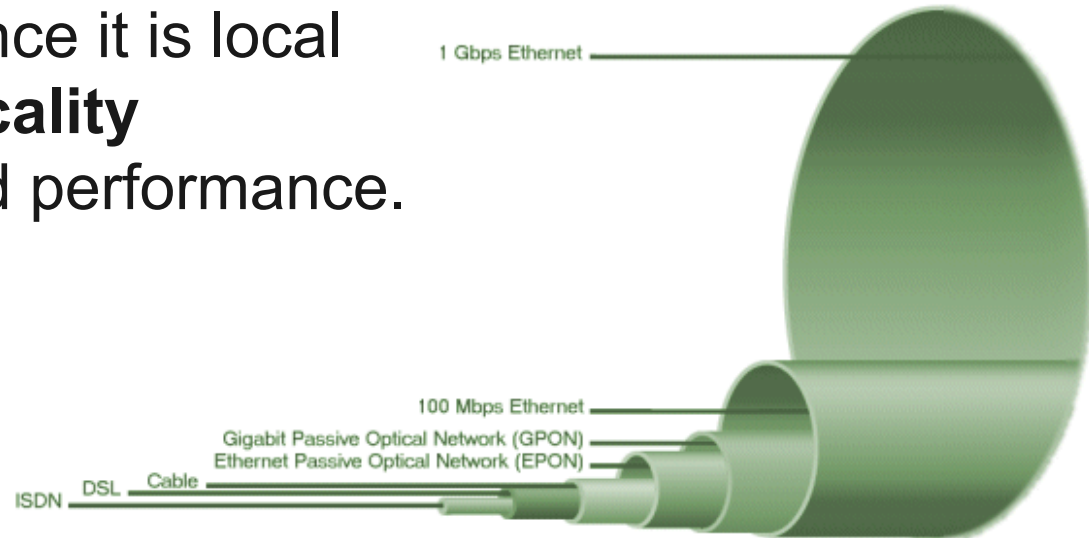 nce it is local
cality
d performance.
1 Gbps Ethernet
100 Mbps Ethernet
Gigabit Passive Optical Network (GPON)
Ethernet Passive Optical Network (EPON)
Cable
DSL
ISDN